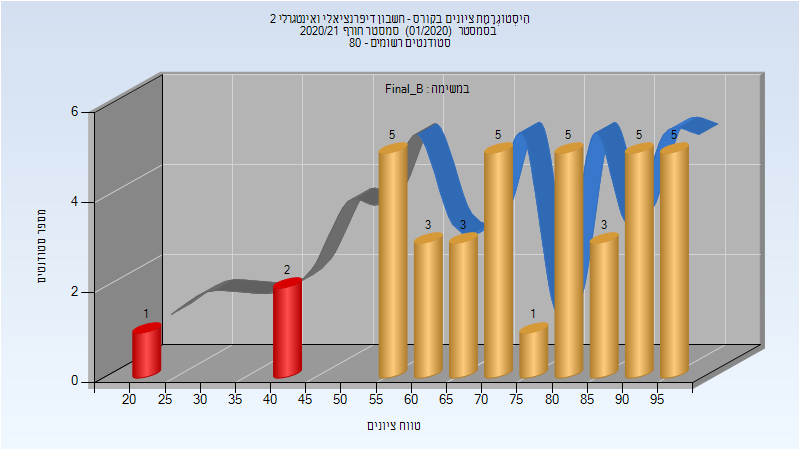 היסטוגרמת ציונים בקורס - חשבון דיפרנציאלי ואינטגרלי 2
בסמסטר (01/2020) סמסטר חורף 2020/21
סטודנטים רשומים - 80
במשימה : Final_B
מספר סטודנטים
6
4
2
0
1
2
5
3
3
5
1
5
3
5
5
20 25 30 35 40 45 50 55 60 65 70 75 80 85 90 95
טווח ציונים